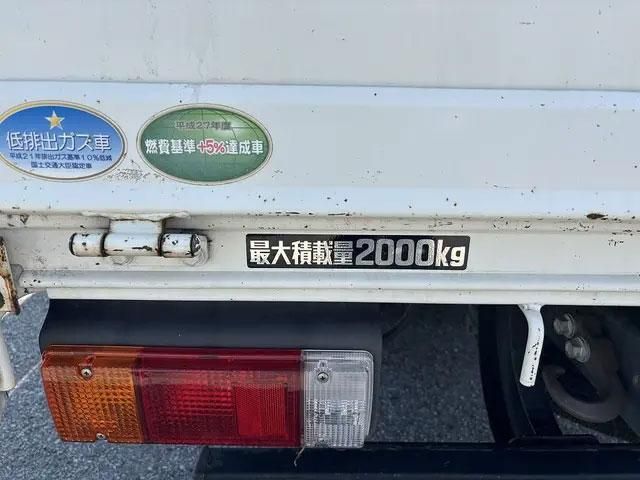 低排出ガス車
平成21年排出ガス基準10%低減
国土交通大臣認定車
平成27年度
燃費基準+5%達成車
最大積載量2000kg